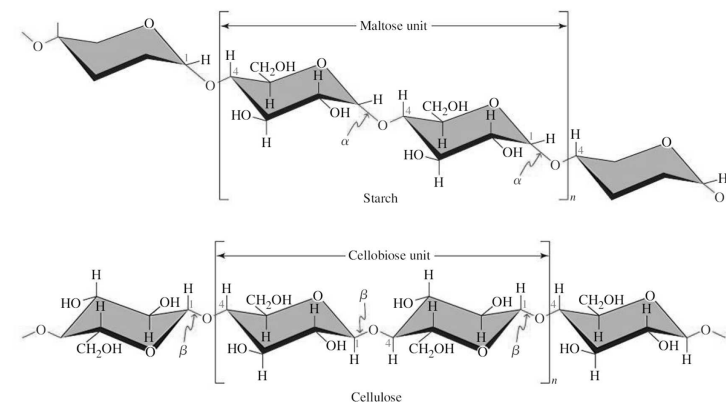 Maltose unit
O
O 1 H O
H 4 CH2OH O H H HO OH H α H O
H 4 CH2OH O H H HO OH H α 1 H O
H 4 O H O
n
Starch
Cellobiose unit
O H HO H OH H CH2OH O H 1 β O
H 4 CH2OH O H H HO OH H β 1 H O
4 H H HO H OH H CH2OH O H 1 β O
H 4 CH2OH O H H HO OH H H O
n
Cellulose